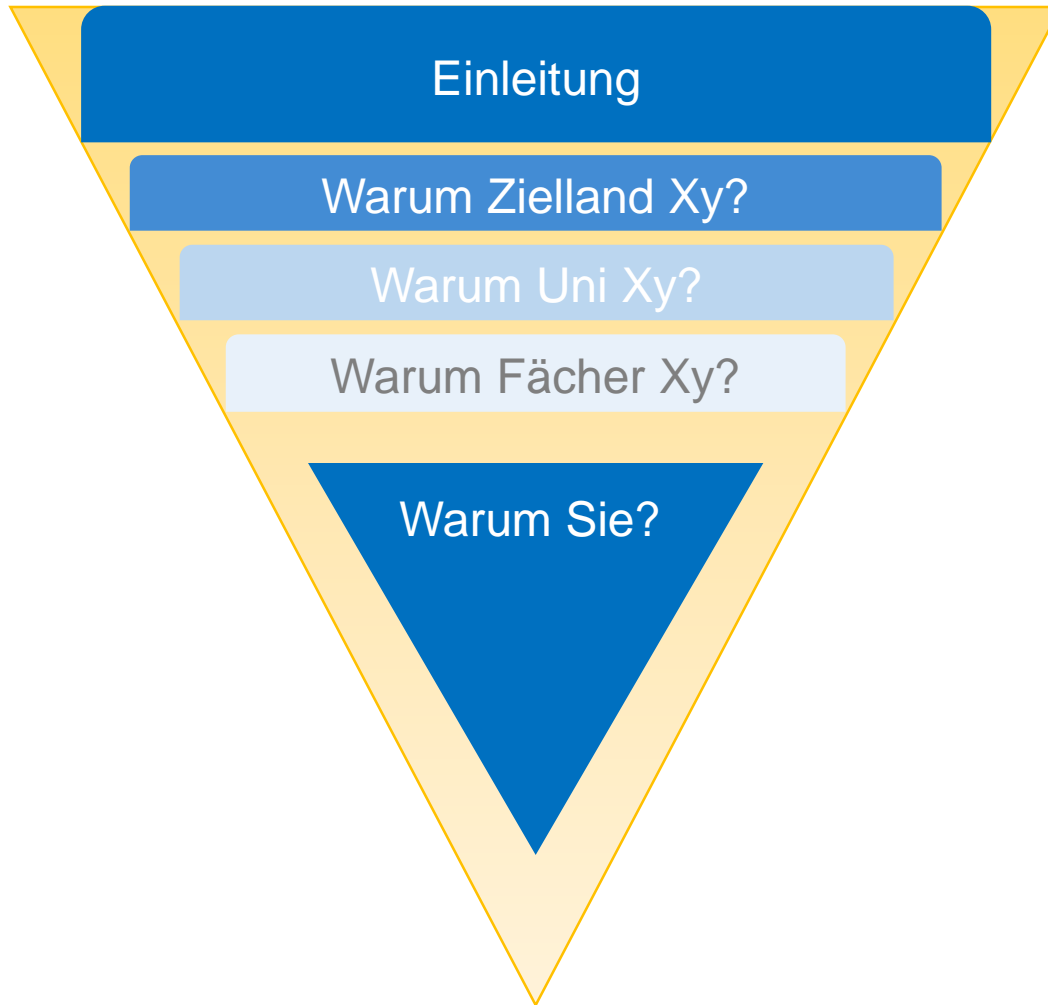 Einleitung
Warum Zielland Xy?
Warum Uni Xy?
Warum Fächer Xy?
Warum Sie?